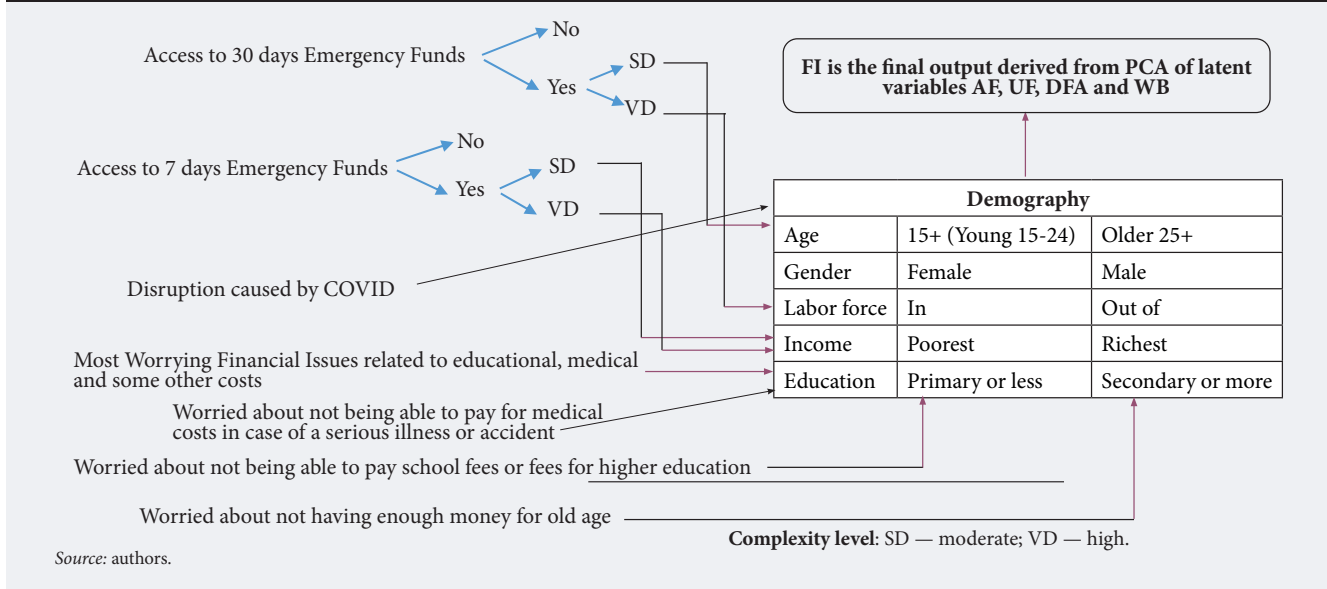 No
Access to 30 days Emergency Funds
SD
Yes
VD
FI is the final output derived from PCA of latent
variables AF, UF, DFA and WB
No
Access to 7 days Emergency Funds
SD
Yes
VD
Demography
Age 15+ (Young 15-24) Older 25+
Gender Female Male
Labor force In Out of
Income Poorest Richest
Education Primary or less Secondary or more
Disruption caused by COVID
Most Worrying Financial Issues related to educational, medical
and some other costs
Worried about not being able to pay for medical
costs in case of a serious illness or accident
Worried about not being able to pay school fees or fees for higher education
Worried about not having enough money for old age
Complexity level: SD — moderate; VD — high.
Source: authors.